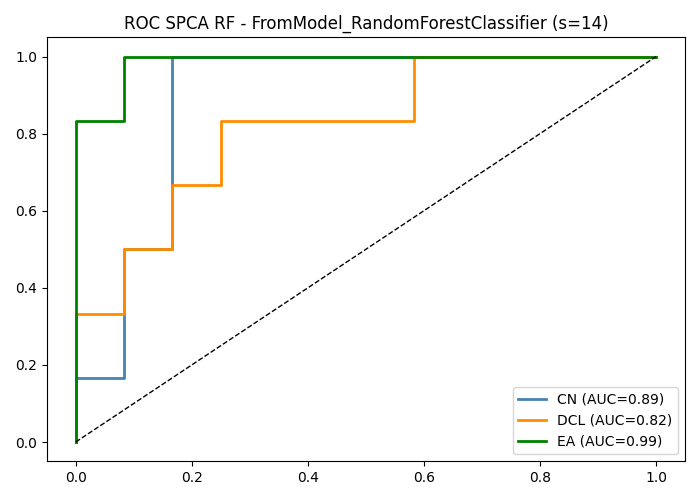 ROC SPCA RF - FromModel_RandomForestClassifier (s=14)
1.0
0.8
0.6
0.4
0.2
0.0
0.0 0.2 0.4 0.6 0.8 1.0
CN (AUC=0.89)
DCL (AUC=0.82)
EA (AUC=0.99)